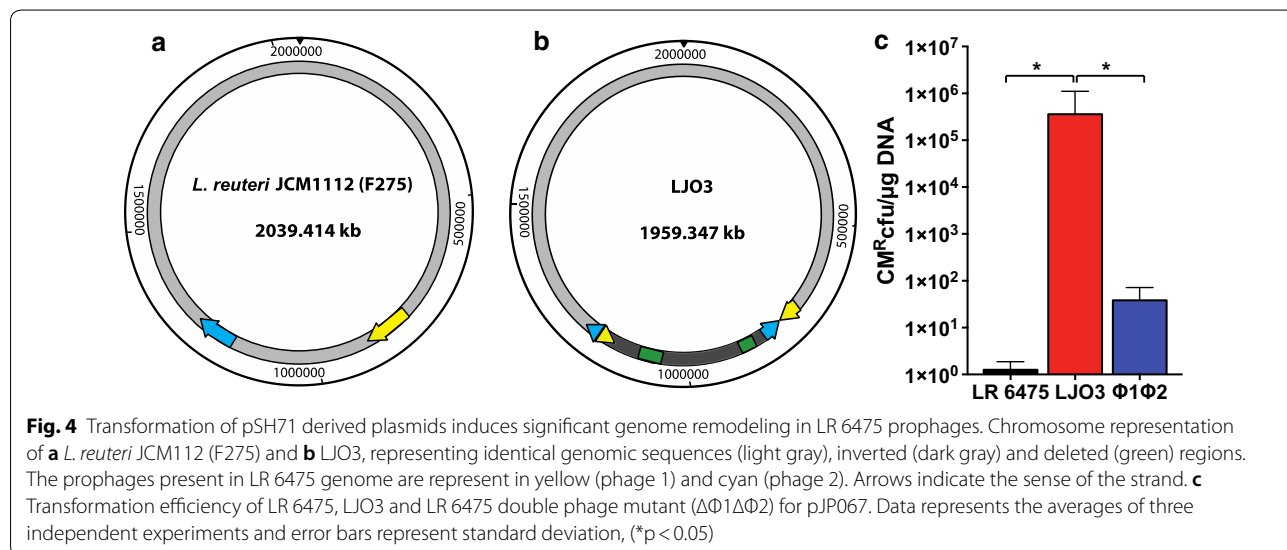 a
2000000
500000
1000000
1500000
L. reuteri JCM1112 (F275)
2039.414 kb
b
2000000
500000
1000000
1500000
LJO3
1959.347 kb
c
CMᴿcfu/µg DNA
1×10⁷
1×10⁶
1×10⁵
1×10⁴
1×10³
1×10²
1×10¹
1×10⁰
* *
LR 6475 LJO3 Φ1Φ2
Fig. 4 Transformation of pSH71 derived plasmids induces significant genome remodeling in LR 6475 prophages. Chromosome representation
of a L. reuteri JCM112 (F275) and b LJO3, representing identical genomic sequences (light gray), inverted (dark gray) and deleted (green) regions.
The prophages present in LR 6475 genome are represent in yellow (phage 1) and cyan (phage 2). Arrows indicate the sense of the strand. c
Transformation efficiency of LR 6475, LJO3 and LR 6475 double phage mutant (ΔΦ1ΔΦ2) for pJP067. Data represents the averages of three
independent experiments and error bars represent standard deviation, (*p < 0.05)